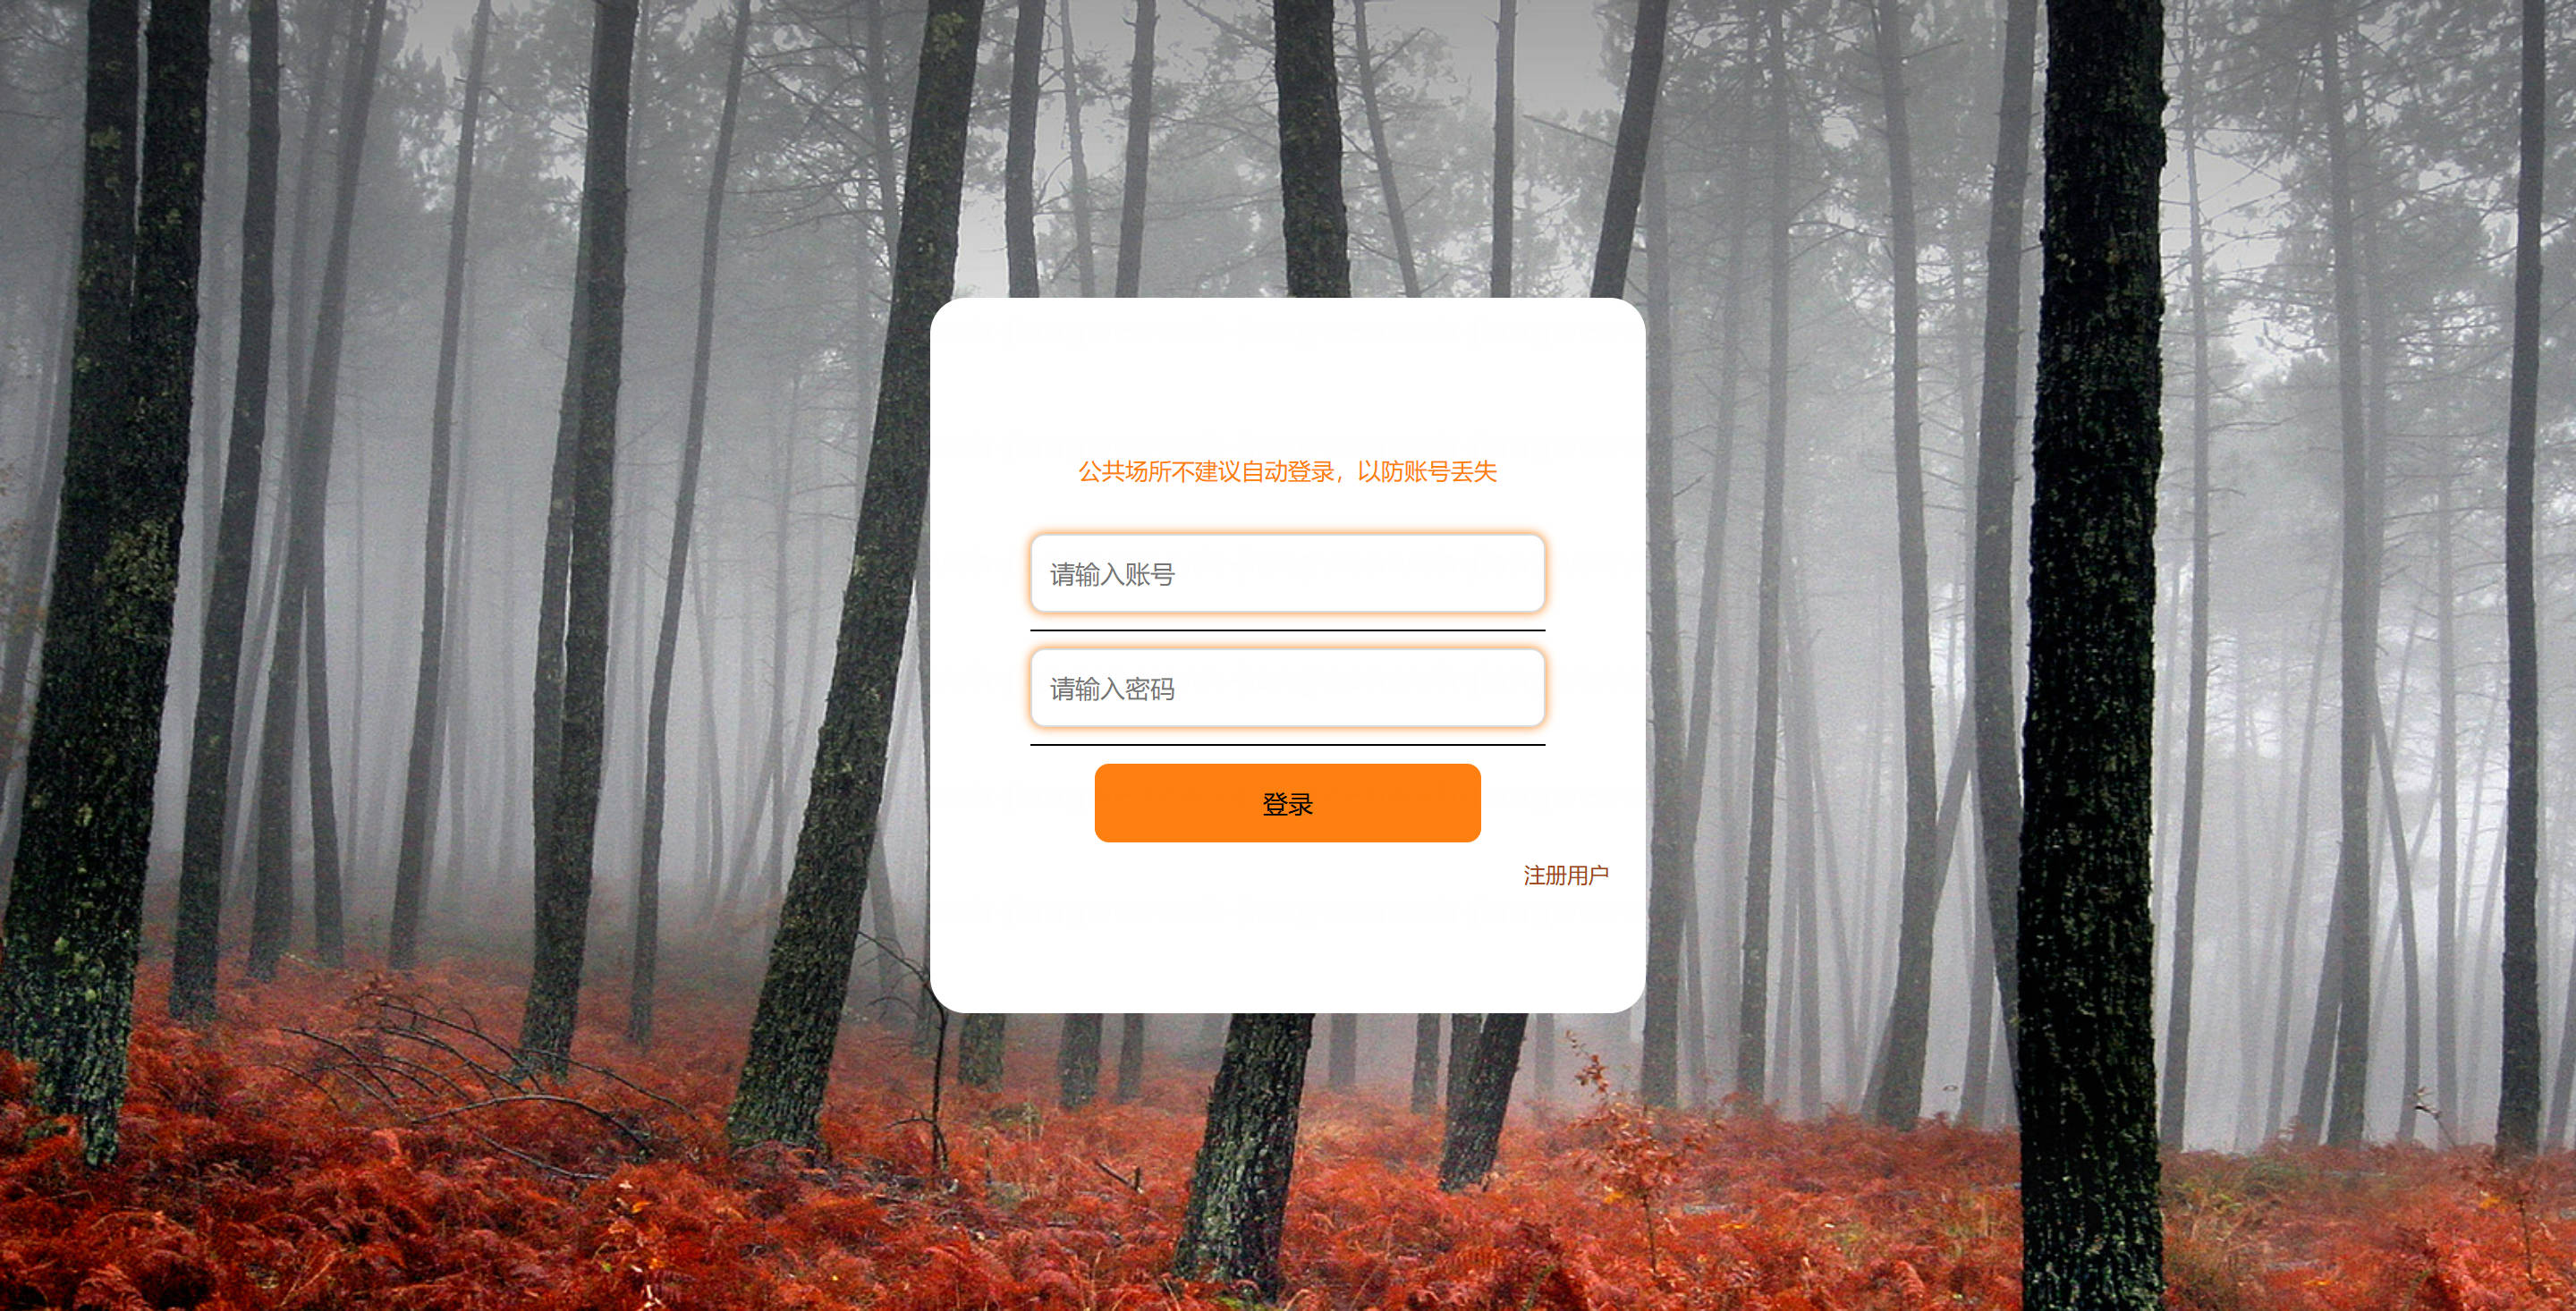 公共场所不建议自动登录，以防账号丢失
请输入账号
请输入密码
登录
注册用户